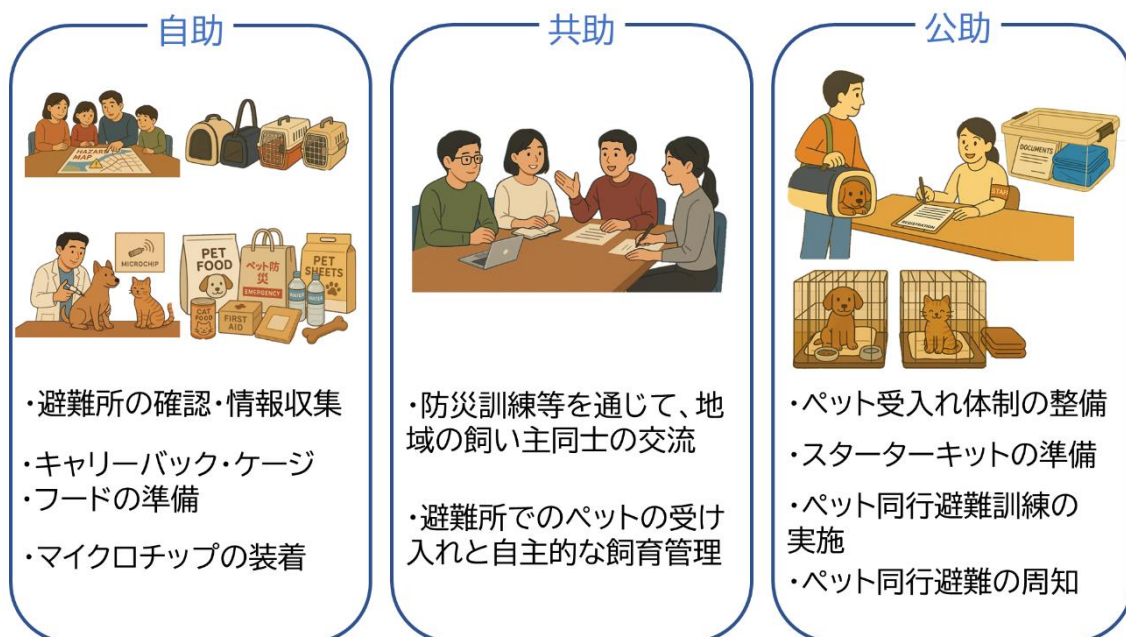 自助
HAZARD MAP
MICROCHIP
PET FOOD
ペット防災
EMERGENCY
PET SHEETS
CAT FOOD
FIRST AID
WATER
WATER
・避難所の確認・情報収集
・キャリーバック・ケージ
・フードの準備
・マイクロチップの装着
共助
・防災訓練等を通じて、地
域の飼い主同士の交流
・避難所でのペットの受け
入れと自主的な飼育管理
公助
DOCUMENTS
STAF
REGISTRATION
・ペット受入れ体制の整備
・スターターキットの準備
・ペット同行避難訓練の
実施
・ペット同行避難の周知